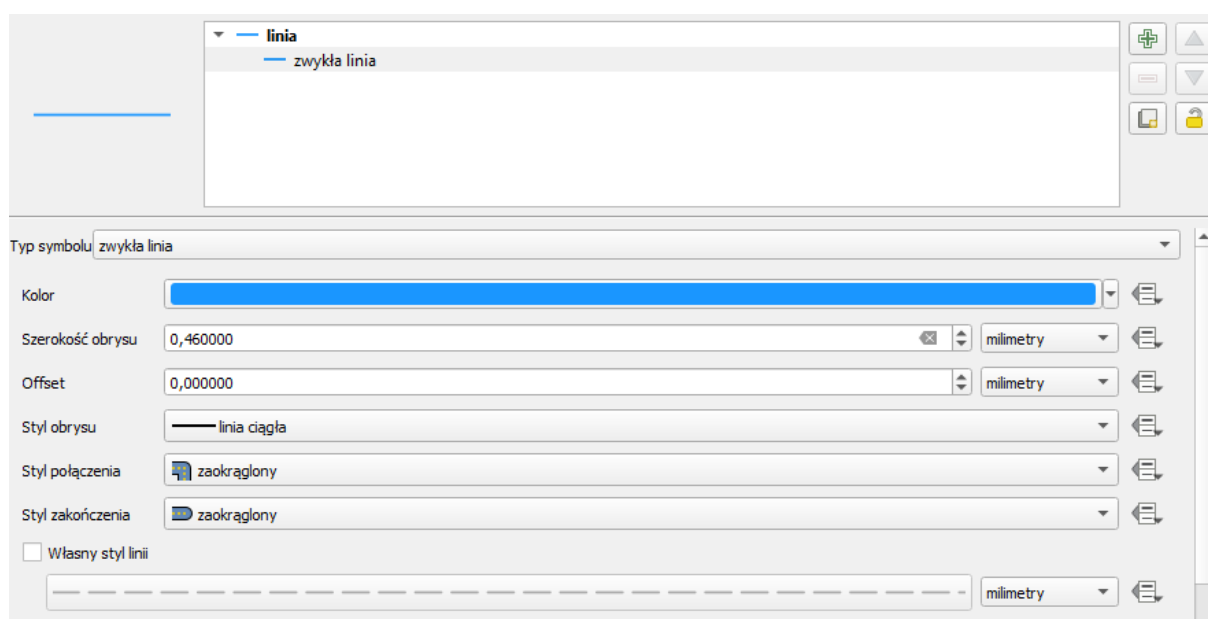 linia
zwykła linia
Typ symbolu zwykła linia
Kolor
Szerokość obrysu 0,460000 milimetry
Offset 0,000000 milimetry
Styl obrysu linia ciągła
Styl połączenia zaokrąglony
Styl zakończenia zaokrąglony
Własny styl linii
milimetry